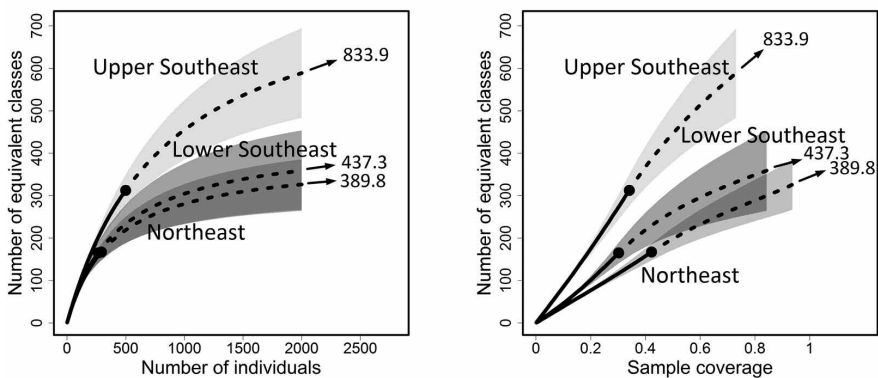 700
600
500
400
300
200
100
0
Number of equivalent classes
Upper Southeast
833.9
Lower Southeast
437.3
389.8
Northeast
0 500 1000 1500 2000 2500
Number of individuals
700
600
500
400
300
200
100
0
Number of equivalent classes
Upper Southeast
833.9
Lower Southeast
437.3
389.8
Northeast
0 0.2 0.4 0.6 0.8 1
Sample coverage